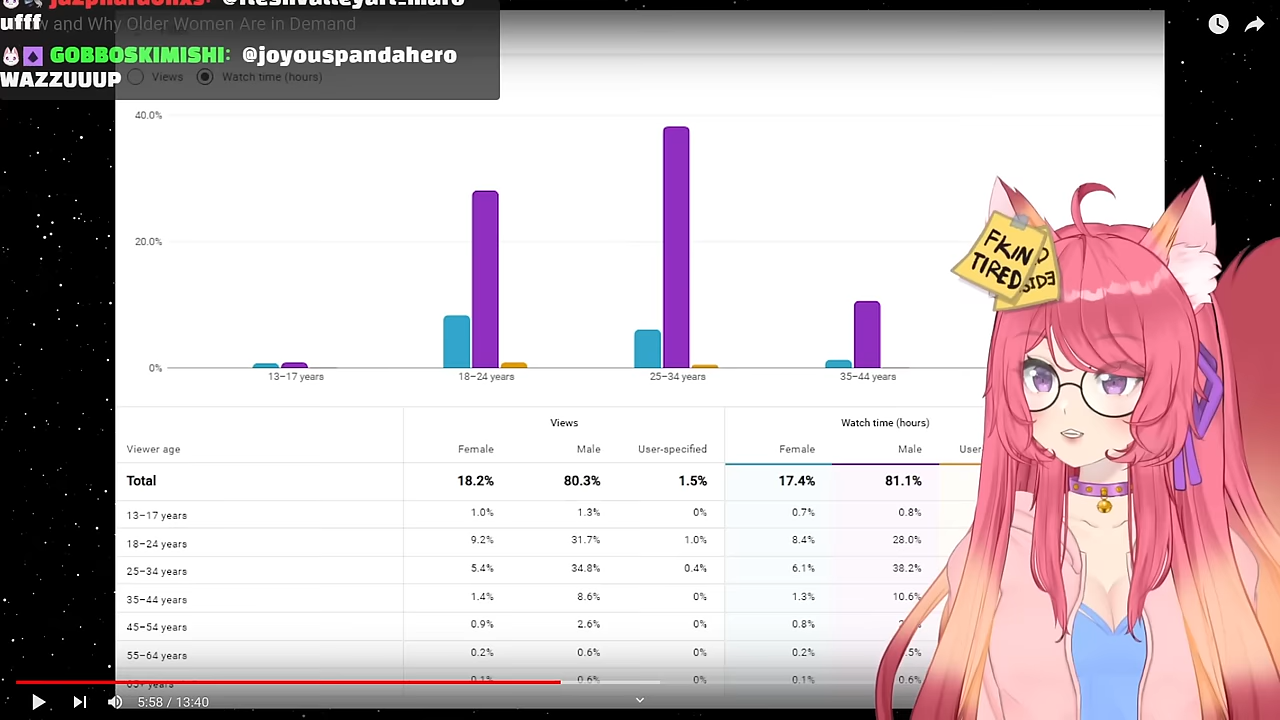 ufff
and Why Older Women Are in Demand
GOBBOSKIMISHI: @joyouspandahero
WAZZUUUP
Views
Watch time (hours)
40.0%
20.0%
0%
13–17 years
18–24 years
25–34 years
35–44 years
FKIN
TIRED
SIDE
Views
Watch time (hours)
Viewer age
Female
Male
User-specified
Female
Male
User
Total
18.2%
80.3%
1.5%
17.4%
81.1%
13–17 years
1.0%
1.3%
0%
0.7%
0.8%
18–24 years
9.2%
31.7%
1.0%
8.4%
28.0%
25–34 years
5.4%
34.8%
0.4%
6.1%
38.2%
35–44 years
1.4%
8.6%
0%
1.3%
10.6%
45–54 years
0.9%
2.6%
0%
0.8%
55–64 years
0.2%
0.6%
0%
0.2%
.5%
65+ years
0.1%
0.6%
0%
0.1%
0.6%
5:58 / 13:40